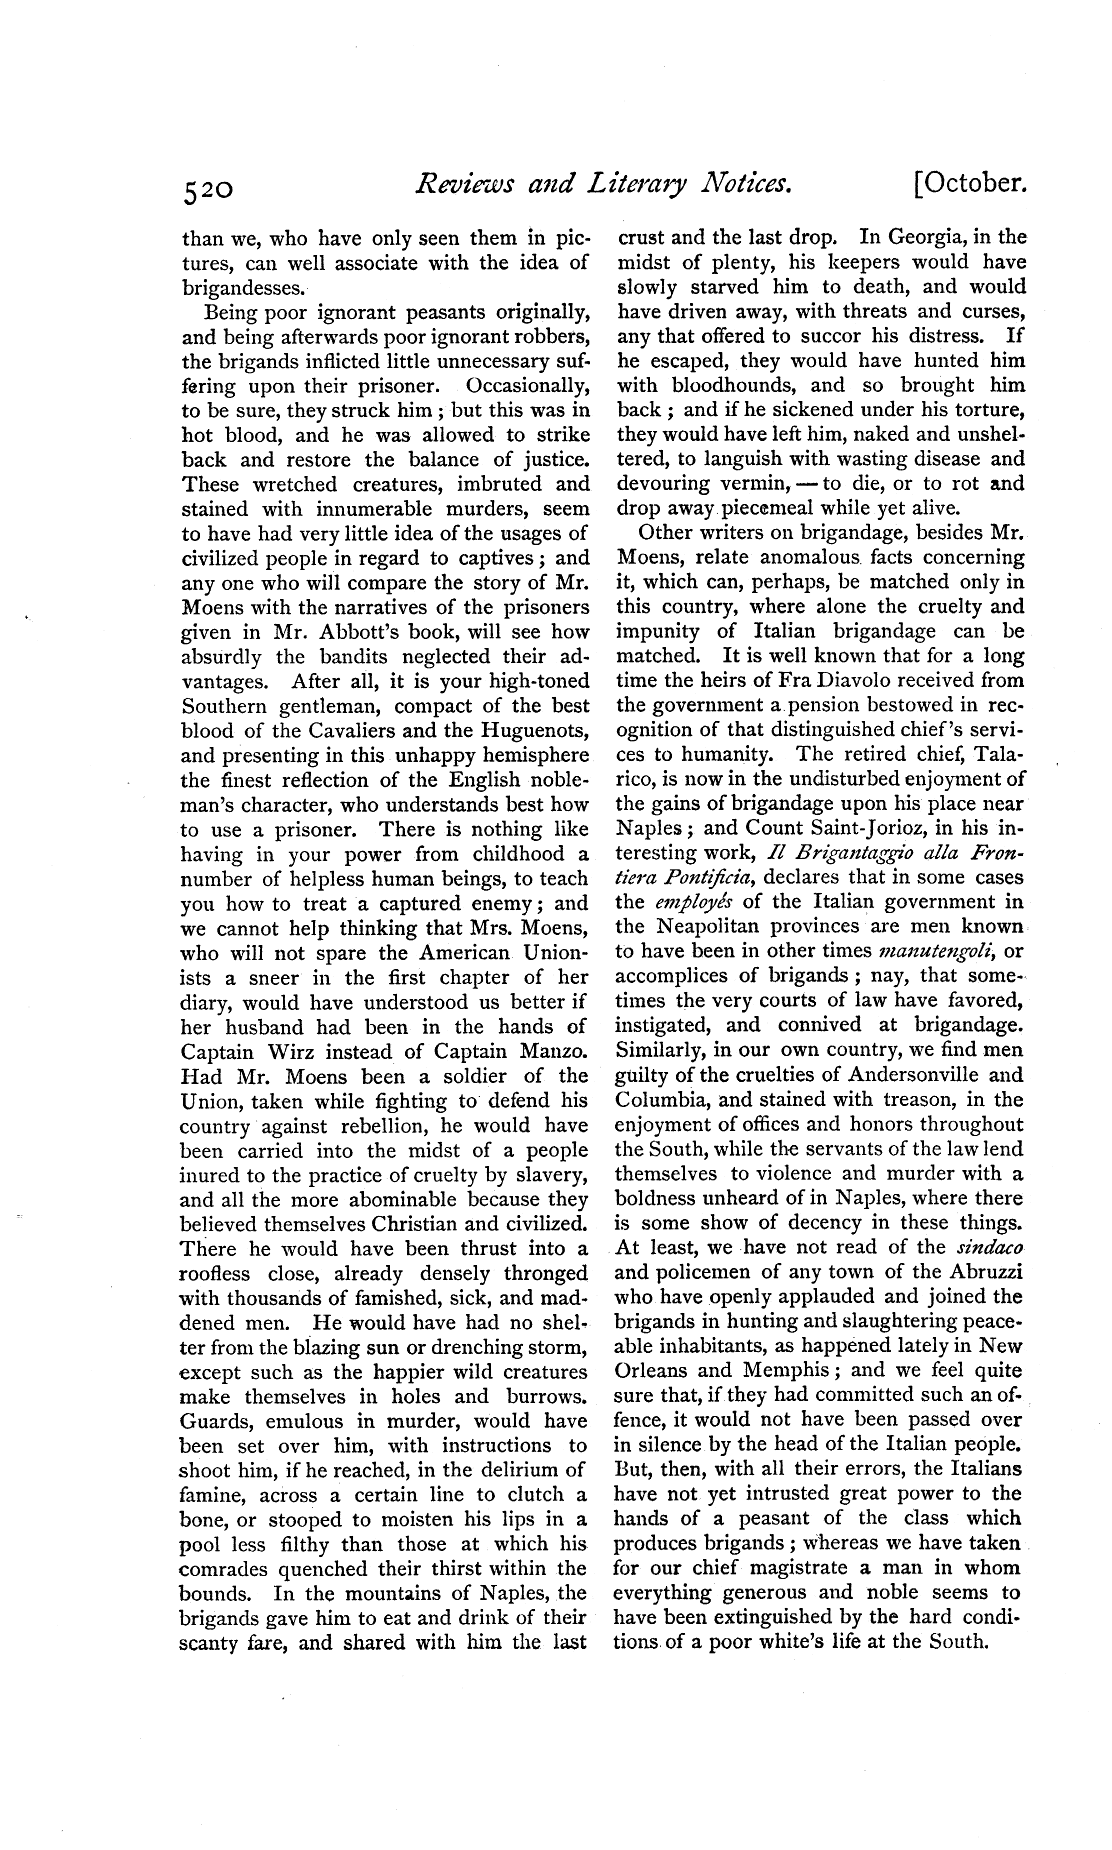 520 Reviews and Literary Notices. [October.
than we, who have only seen them in pic-
tures, can well associate with the idea of
brigandesses.
Being poor ignorant peasants originally,
and being afterwards poor ignorant robbers,
the brigands inflicted little unnecessary suf-
fering upon their prisoner. Occasionally,
to be sure, they struck him ; but this was in
hot blood, and he was allowed to strike
back and restore the balance of justice.
These wretched creatures, imbruted and
stained with innumerable murders, seem
to have had very little idea of the usages of
civilized people in regard to captives ; and
any one who will compare the story of Mr.
Moens with the narratives of the prisoners
given in Mr. Abbott's book, will see how
absurdly the bandits neglected their ad-
vantages. After all, it is your high-toned
Southern gentleman, compact of the best
blood of the Cavaliers and the Huguenots,
and presenting in this unhappy hemisphere
the finest reflection of the English noble-
man's character, who understands best how
to use a prisoner. There is nothing like
having in your power from childhood a
number of helpless human beings, to teach
you how to treat a captured enemy ; and
we cannot help thinking that Mrs. Moens,
who will not spare the American Union-
ists a sneer in the first chapter of her
diary, would have understood us better if
her husband had been in the hands of
Captain Wirz instead of Captain Manzo.
Had Mr. Moens been a soldier of the
Union, taken while fighting to defend his
country against rebellion, he would have
been carried into the midst of a people
inured to the practice of cruelty by slavery,
and all the more abominable because they
believed themselves Christian and civilized.
There he would have been thrust into a
roofless close, already densely thronged
with thousands of famished, sick, and mad-
dened men. He would have had no shel-
ter from the blazing sun or drenching storm,
except such as the happier wild creatures
make themselves in holes and burrows.
Guards, emulous in murder, would have
been set over him, with instructions to
shoot him, if he reached, in the delirium of
famine, across a certain line to clutch a
bone, or stooped to moisten his lips in a
pool less filthy than those at which his
comrades quenched their thirst within the
bounds. In the mountains of Naples, the
brigands gave him to eat and drink of their
scanty fare, and shared with him the last
crust and the last drop. In Georgia, in the
midst of plenty, his keepers would have
slowly starved him to death, and would
have driven away, with threats and curses,
any that offered to succor his distress. If
he escaped, they would have hunted him
with bloodhounds, and so brought him
back ; and if he sickened under his torture,
they would have left him, naked and unshel-
tered, to languish with wasting disease and
devouring vermin, — to die, or to rot and
drop away piecemeal while yet alive.
Other writers on brigandage, besides Mr.
Moens, relate anomalous facts concerning
it, which can, perhaps, be matched only in
this country, where alone the cruelty and
impunity of Italian brigandage can be
matched. It is well known that for a long
time the heirs of Fra Diavolo received from
the government a pension bestowed in rec-
ognition of that distinguished chief's servi-
ces to humanity. The retired chief, Tala-
rico, is now in the undisturbed enjoyment of
the gains of brigandage upon his place near
Naples ; and Count Saint-Jorioz, in his in-
teresting work, Il Brigantaggio alla Fron-
tiera Pontificia, declares that in some cases
the employés of the Italian government in
the Neapolitan provinces are men known
to have been in other times manutengoli, or
accomplices of brigands ; nay, that some-
times the very courts of law have favored,
instigated, and connived at brigandage.
Similarly, in our own country, we find men
guilty of the cruelties of Andersonville and
Columbia, and stained with treason, in the
enjoyment of offices and honors throughout
the South, while the servants of the law lend
themselves to violence and murder with a
boldness unheard of in Naples, where there
is some show of decency in these things.
At least, we have not read of the sindaco
and policemen of any town of the Abruzzi
who have openly applauded and joined the
brigands in hunting and slaughtering peace-
able inhabitants, as happened lately in New
Orleans and Memphis ; and we feel quite
sure that, if they had committed such an of-
fence, it would not have been passed over
in silence by the head of the Italian people.
But, then, with all their errors, the Italians
have not yet intrusted great power to the
hands of a peasant of the class which
produces brigands ; whereas we have taken
for our chief magistrate a man in whom
everything generous and noble seems to
have been extinguished by the hard condi-
tions of a poor white's life at the South.